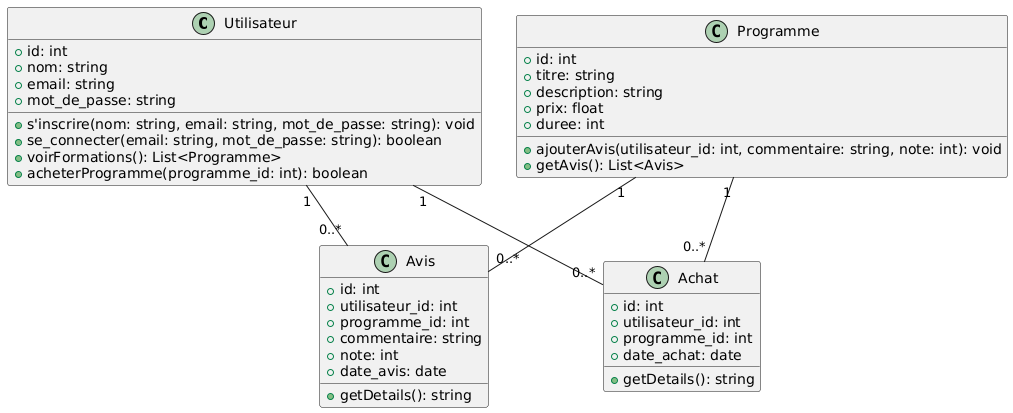 C Utilisateur
id: int
nom: string
email: string
mot_de_passe: string
s'inscrire(nom: string, email: string, mot_de_passe: string): void
se_connecter(email: string, mot_de_passe: string): boolean
voirFormations(): List<Programme>
acheterProgramme(programme_id: int): boolean
C Programme
id: int
titre: string
description: string
prix: float
duree: int
ajouterAvis(utilisateur_id: int, commentaire: string, note: int): void
getAvis(): List<Avis>
1
1
1
1
0..*
0..*
0..*
0..*
C Avis
id: int
utilisateur_id: int
programme_id: int
commentaire: string
note: int
date_avis: date
getDetails(): string
C Achat
id: int
utilisateur_id: int
programme_id: int
date_achat: date
getDetails(): string